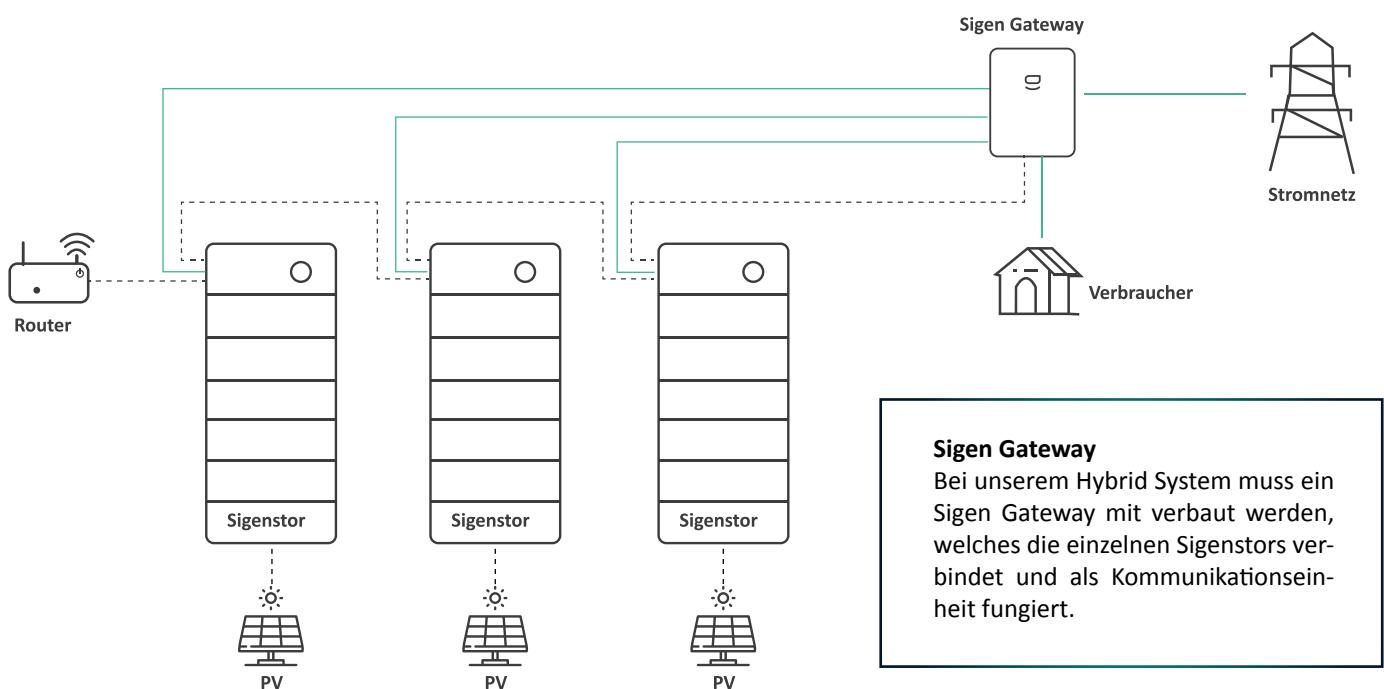 Sigen Gateway
Stromnetz
Router
Verbraucher
Sigenstor
Sigenstor
Sigenstor
PV
PV
PV
Sigen Gateway
Bei unserem Hybrid System muss ein
Sigen Gateway mit verbaut werden,
welches die einzelnen Sigenstors ver-
bindet und als Kommunikationsein-
heit fungiert.